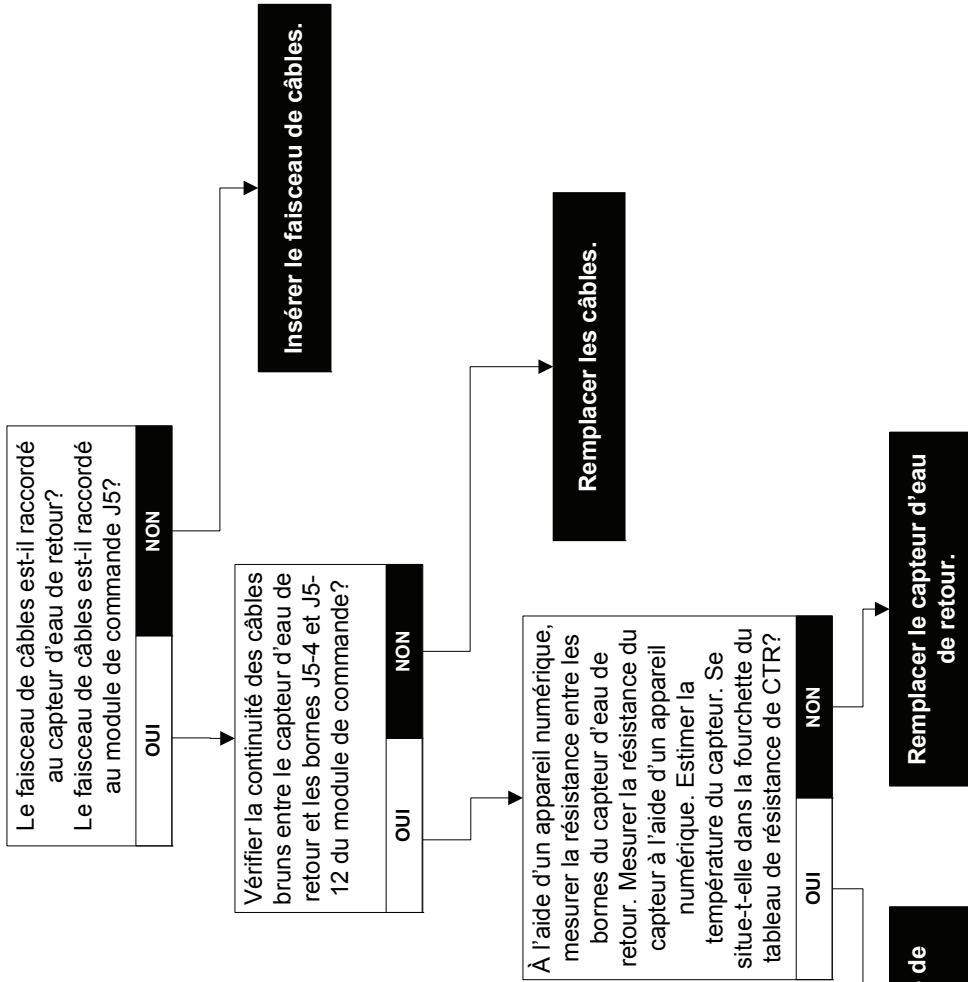 Le faisceau de câbles est-il raccordé
au capteur d’eau de retour?
Le faisceau de câbles est-il raccordé
au module de commande J5?
OUI
NON
Insérer le faisceau de câbles.
Vérifier la continuité des câbles
bruns entre le capteur d’eau de
retour et les bornes J5-4 et J5-
12 du module de commande?
OUI
NON
Remplacer les câbles.
À l’aide d’un appareil numérique,
mesurer la résistance entre les
bornes du capteur d’eau de
retour. Mesurer la résistance du
capteur à l’aide d’un appareil
numérique. Estimer la
température du capteur. Se
situe-t-elle dans la fourchette du
tableau de résistance de CTR?
OUI
NON
Remplacer le capteur d’eau
de retour.
de